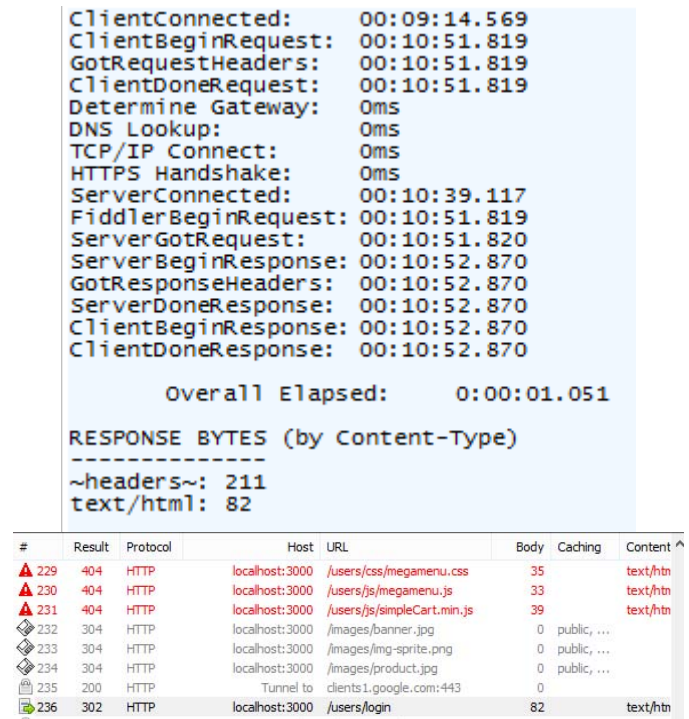 ClientConnected: 00:09:14.569
ClientBeginRequest: 00:10:51.819
GotRequestHeaders: 00:10:51.819
ClientDoneRequest: 00:10:51.819
Determine Gateway: 0ms
DNS Lookup: 0ms
TCP/IP Connect: 0ms
HTTPS Handshake: 0ms
ServerConnected: 00:10:39.117
FiddlerBeginRequest: 00:10:51.819
ServerGotRequest: 00:10:51.820
ServerBeginResponse: 00:10:52.870
GotResponseHeaders: 00:10:52.870
ServerDoneResponse: 00:10:52.870
ClientBeginResponse: 00:10:52.870
ClientDoneResponse: 00:10:52.870
Overall Elapsed: 0:00:01.051
RESPONSE BYTES (by Content-Type)
--------------
~headers~: 211
text/html: 82
# Result Protocol Host URL Body Caching Content
229 404 HTTP localhost:3000 /users/css/megamenu.css 35 text/htn
230 404 HTTP localhost:3000 /users/js/megamenu.js 33 text/htn
231 404 HTTP localhost:3000 /users/js/simpleCart.min.js 39 text/htn
232 304 HTTP localhost:3000 /images/banner.jpg 0 public, ...
233 304 HTTP localhost:3000 /images/img-sprite.png 0 public, ...
234 304 HTTP localhost:3000 /images/product.jpg 0 public, ...
235 200 HTTP Tunnel to clients1.google.com:443 0
236 302 HTTP localhost:3000 /users/login 82 text/htn